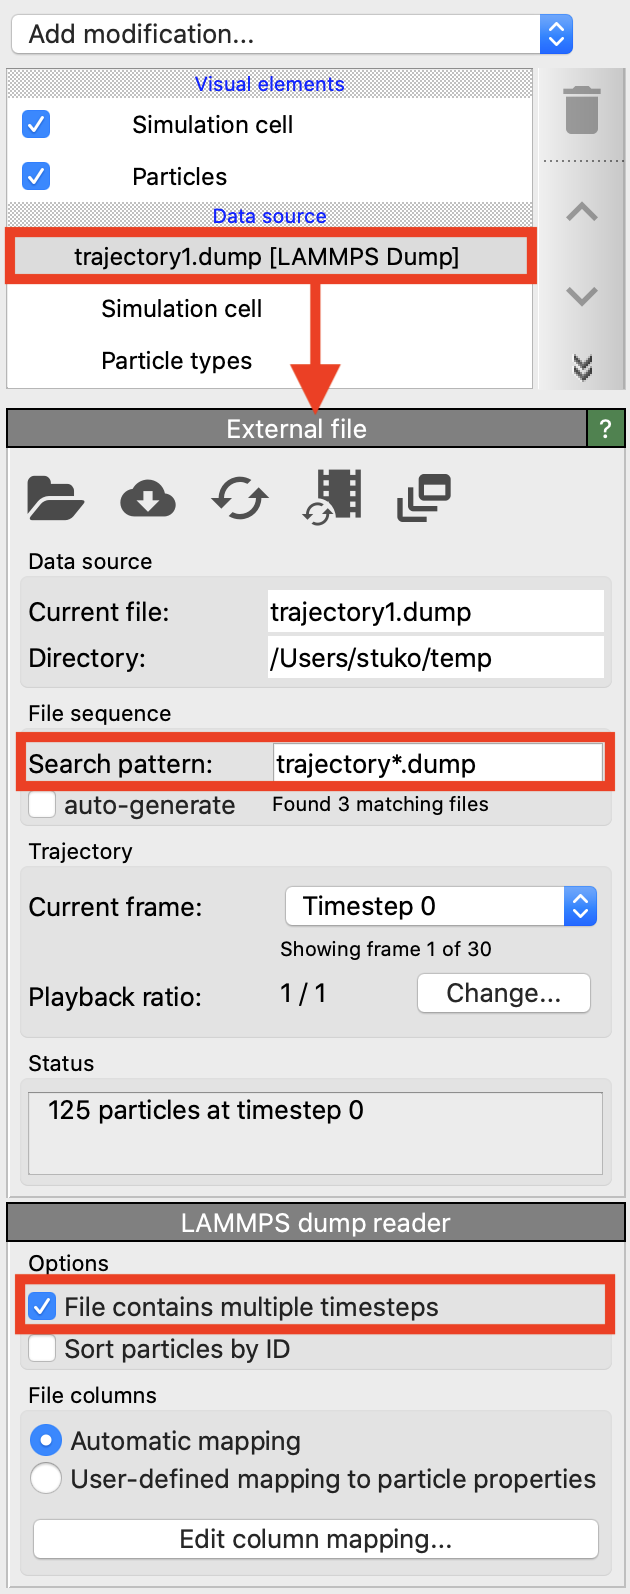 Add modification...
Visual elements
Simulation cell
Particles
Data source
trajectory1.dump [LAMMPS Dump]
Simulation cell
Particle types
External file ?
Data source
Current file: trajectory1.dump
Directory: /Users/stuko/temp
File sequence
Search pattern: trajectory*.dump
auto-generate Found 3 matching files
Trajectory
Current frame: Timestep 0
Showing frame 1 of 30
Playback ratio: 1 / 1 Change...
Status
125 particles at timestep 0
LAMMPS dump reader
Options
File contains multiple timesteps
Sort particles by ID
File columns
Automatic mapping
User-defined mapping to particle properties
Edit column mapping...